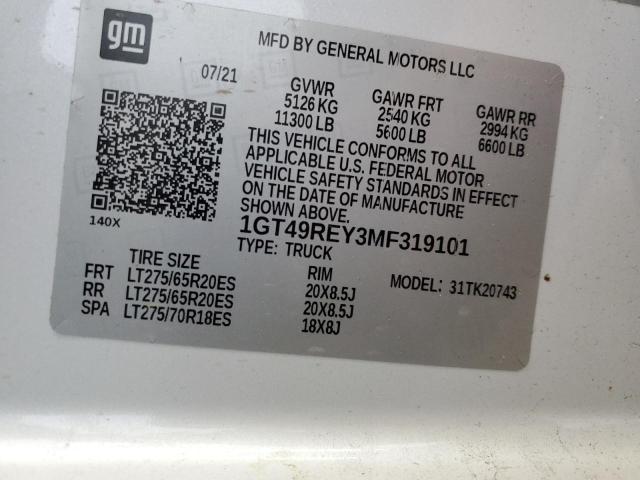 gm
MFD BY GENERAL MOTORS LLC
07/21
GVWR GAWR FRT GAWR RR
5126 KG 2540 KG 2994 KG
11300 LB 5600 LB 6600 LB
THIS VEHICLE CONFORMS TO ALL
APPLICABLE U.S. FEDERAL MOTOR
VEHICLE SAFETY STANDARDS IN EFFECT
ON THE DATE OF MANUFACTURE
SHOWN ABOVE.
140X
1GT49REY3MF319101
TYPE: TRUCK
TIRE SIZE RIM MODEL: 31TK20743
FRT LT275/65R20ES 20X8.5J
RR LT275/65R20ES 20X8.5J
SPA LT275/70R18ES 18X8J